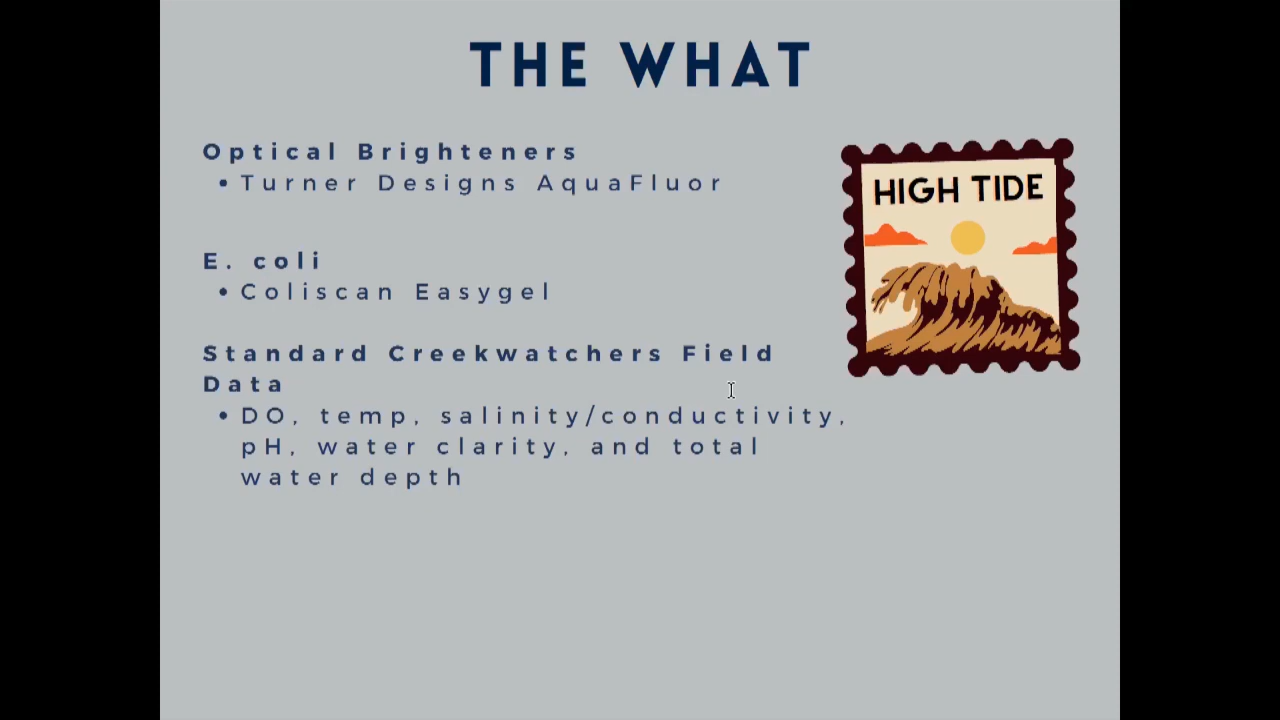 THE WHAT
Optical Brighteners
• Turner Designs AquaFluor
HIGH TIDE
E. coli
• Coliscan Easygel
Standard Creekwatchers Field
Data
• DO, temp, salinity/conductivity,
pH, water clarity, and total
water depth